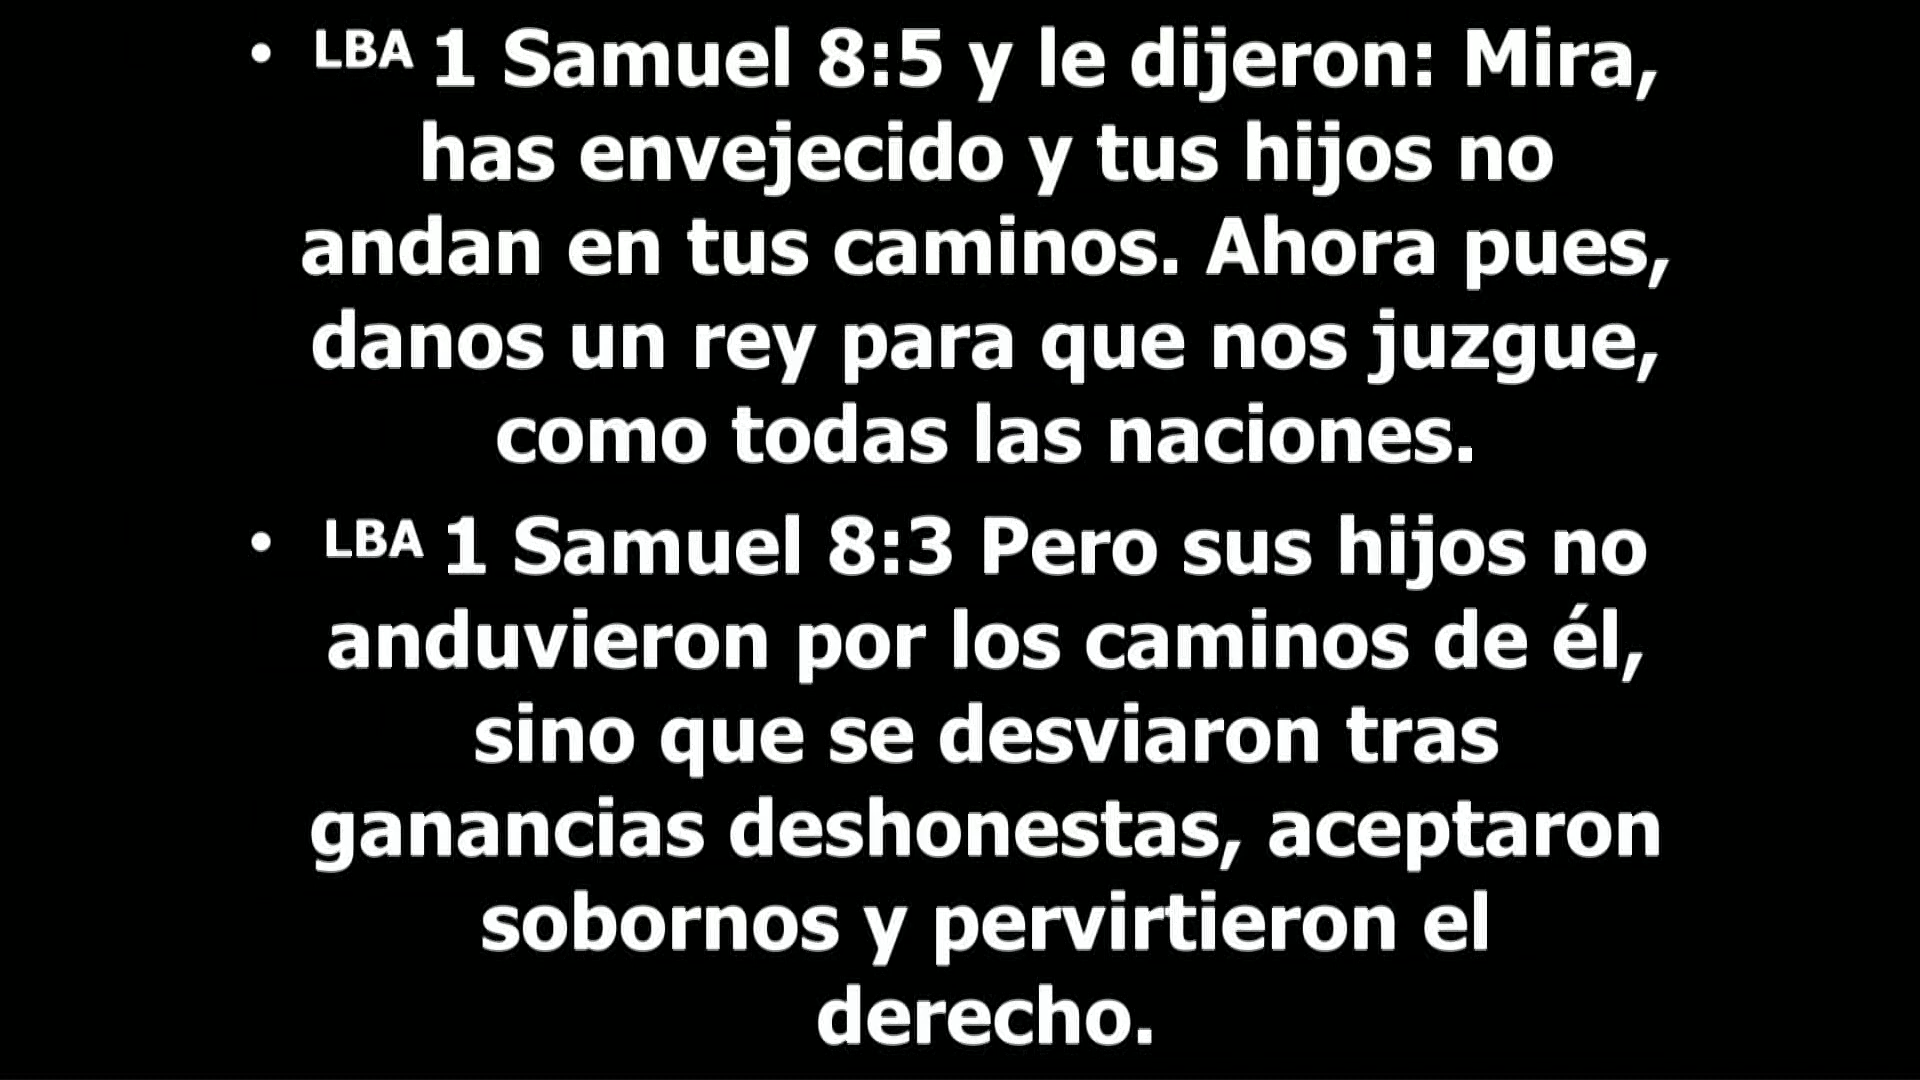 • LBA 1 Samuel 8:5 y le dijeron: Mira,
has envejecido y tus hijos no
andan en tus caminos. Ahora pues,
danos un rey para que nos juzgue,
como todas las naciones.
• LBA 1 Samuel 8:3 Pero sus hijos no
anduvieron por los caminos de él,
sino que se desviaron tras
ganancias deshonestas, aceptaron
sobornos y pervirtieron el
derecho.